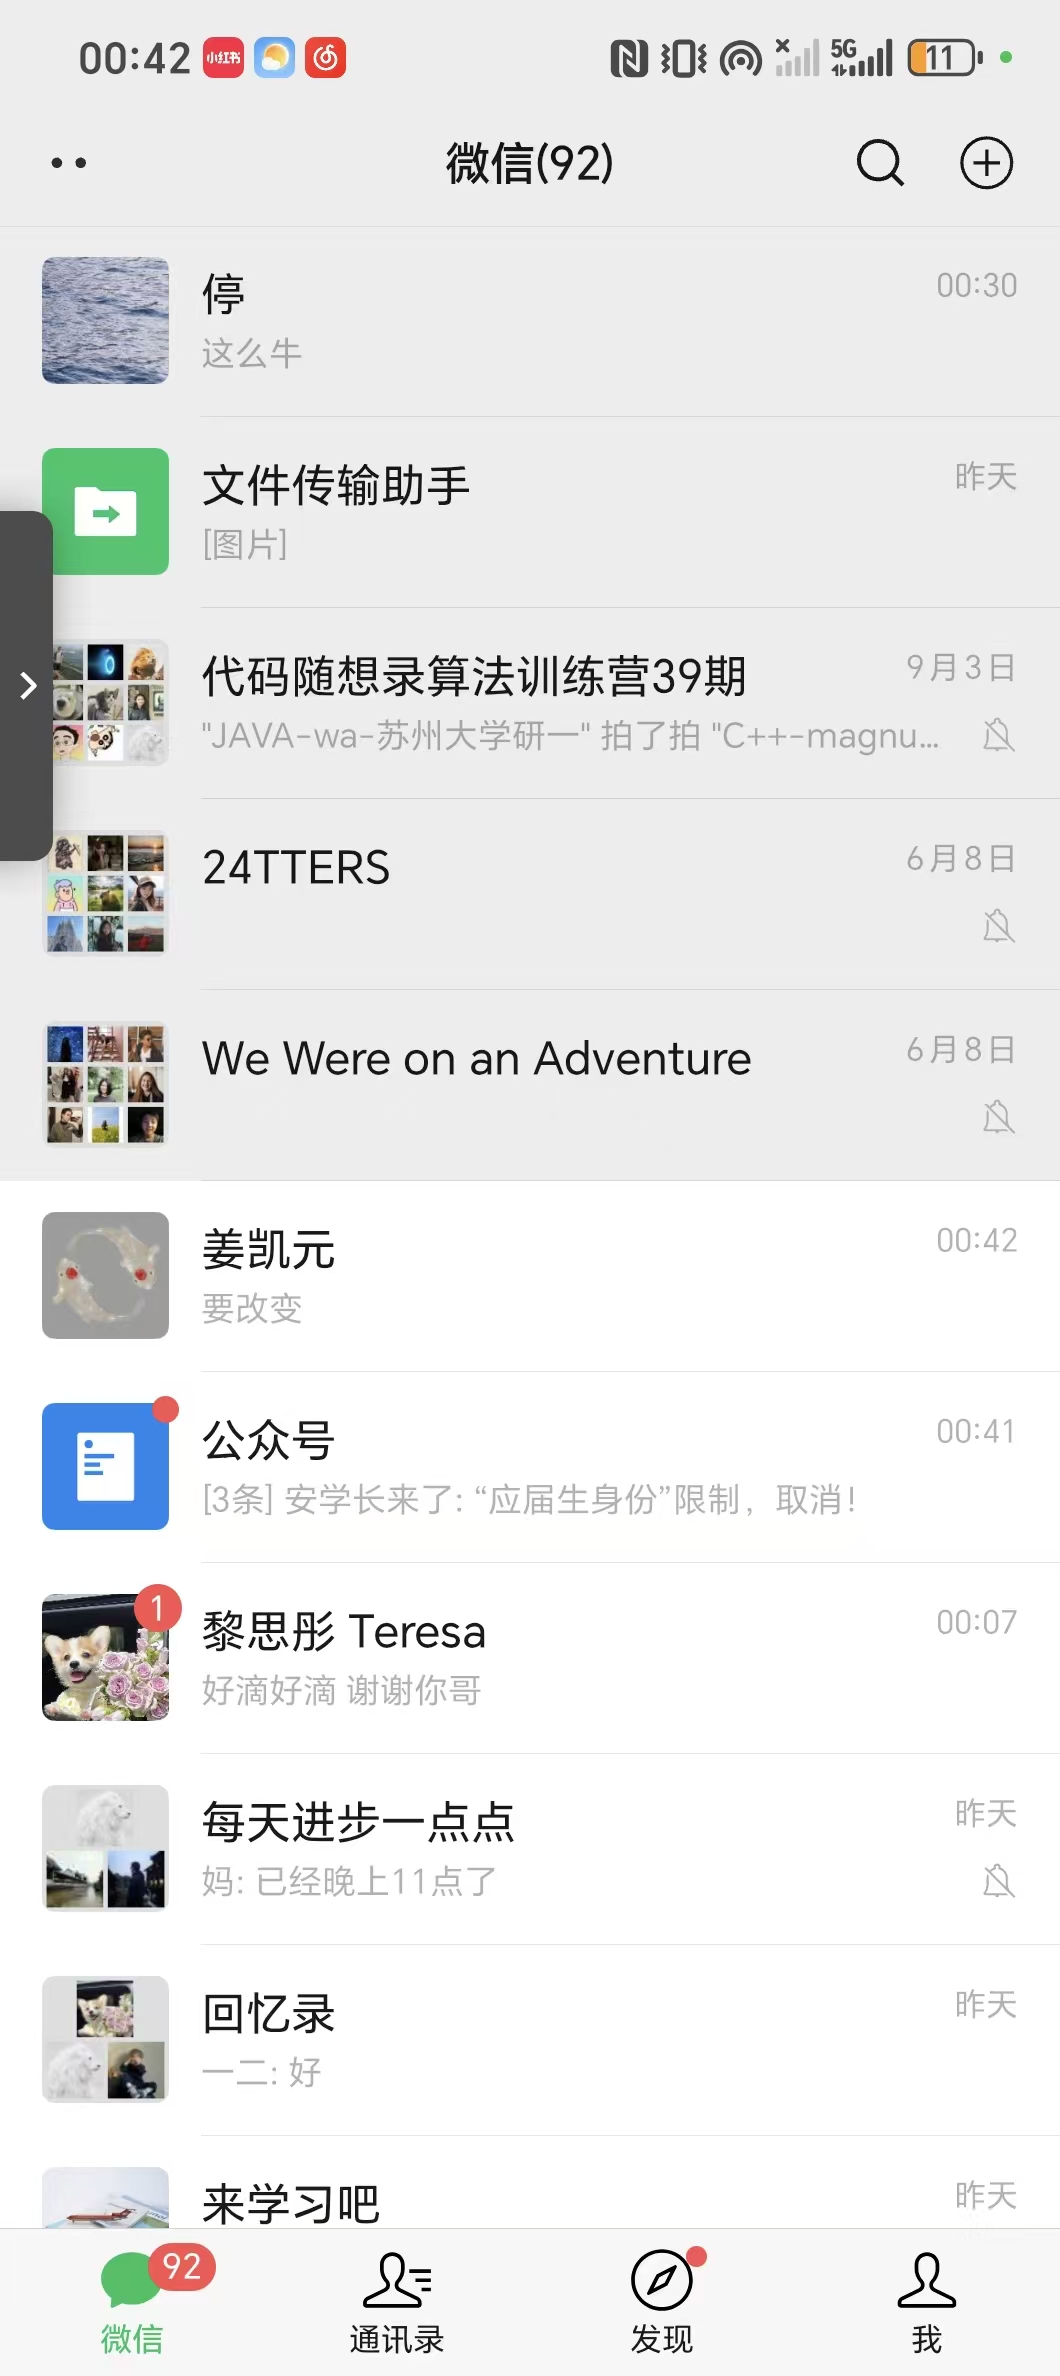 00:42 小红书 5G 11
微信(92)
停 00:30
这么牛
文件传输助手 昨天
[图片]
代码随想录算法训练营39期 9月3日
"JAVA-wa-苏州大学研一" 拍了拍 "C++-magnu...
24TTERS 6月8日
We Were on an Adventure 6月8日
姜凯元 00:42
要改变
公众号 00:41
[3条] 安学长来了: “应届生身份”限制，取消!
1
黎思彤 Teresa 00:07
好滴好滴 谢谢你哥
每天进步一点点 昨天
妈: 已经晚上11点了
回忆录 昨天
一二: 好
来学习吧 昨天
92
微信 通讯录 发现 我